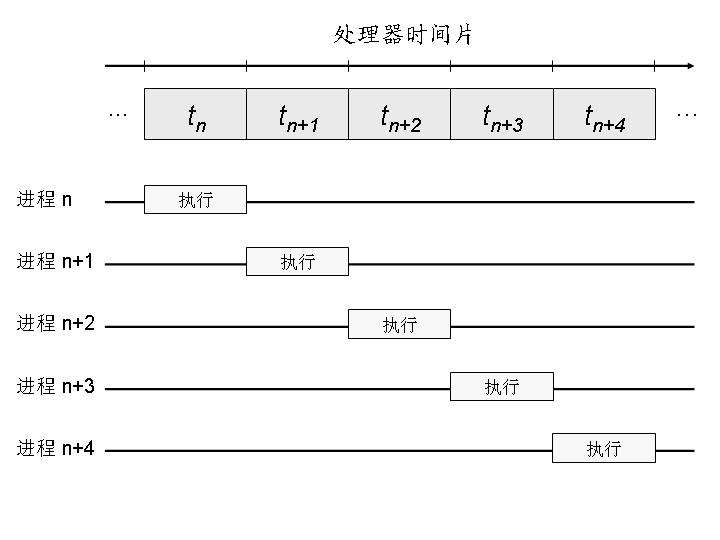 处理器时间片
… tn tn+1 tn+2 tn+3 tn+4 …
进程 n 执行
进程 n+1 执行
进程 n+2 执行
进程 n+3 执行
进程 n+4 执行